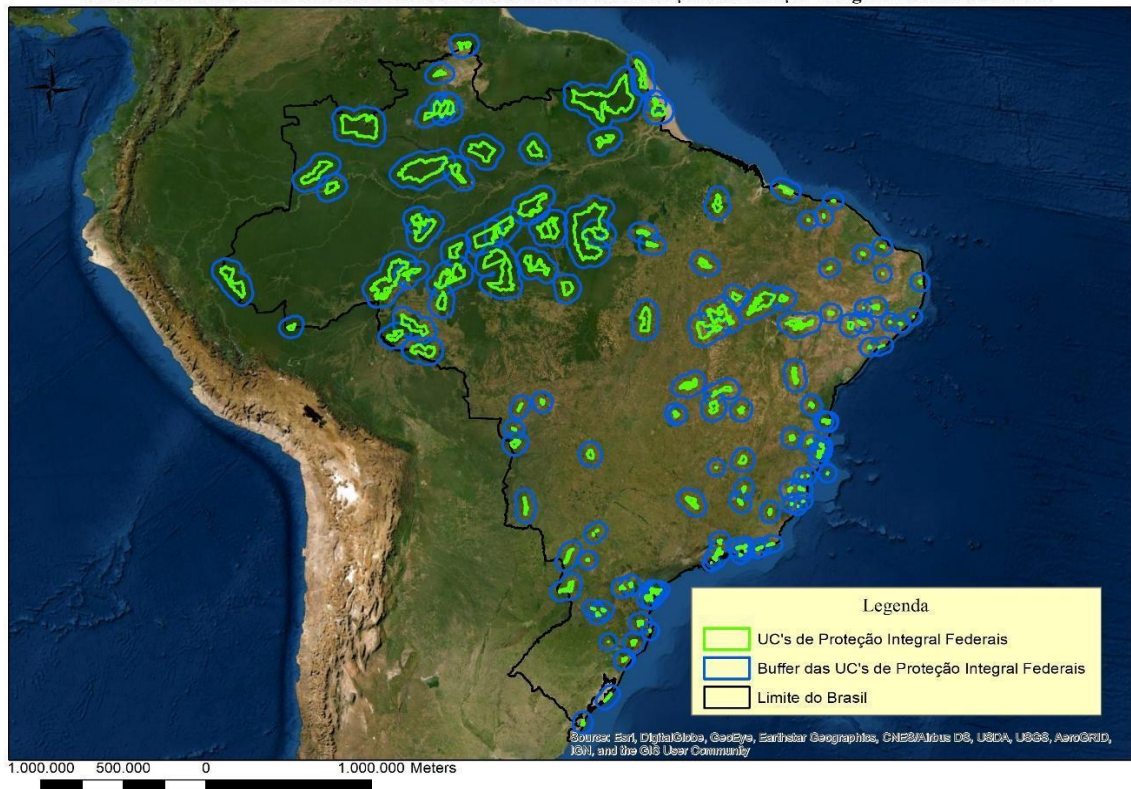 N
Legenda
UC's de Proteção Integral Federais
Buffer das UC's de Proteção Integral Federais
Limite do Brasil
Source: Esri, DigitalGlobe, GeoEye, Earthstar Geographics, CNES/Airbus DS, USDA, USGS, AeroGRID,
IGN, and the GIS User Community
1.000.000 500.000 0 1.000.000 Meters